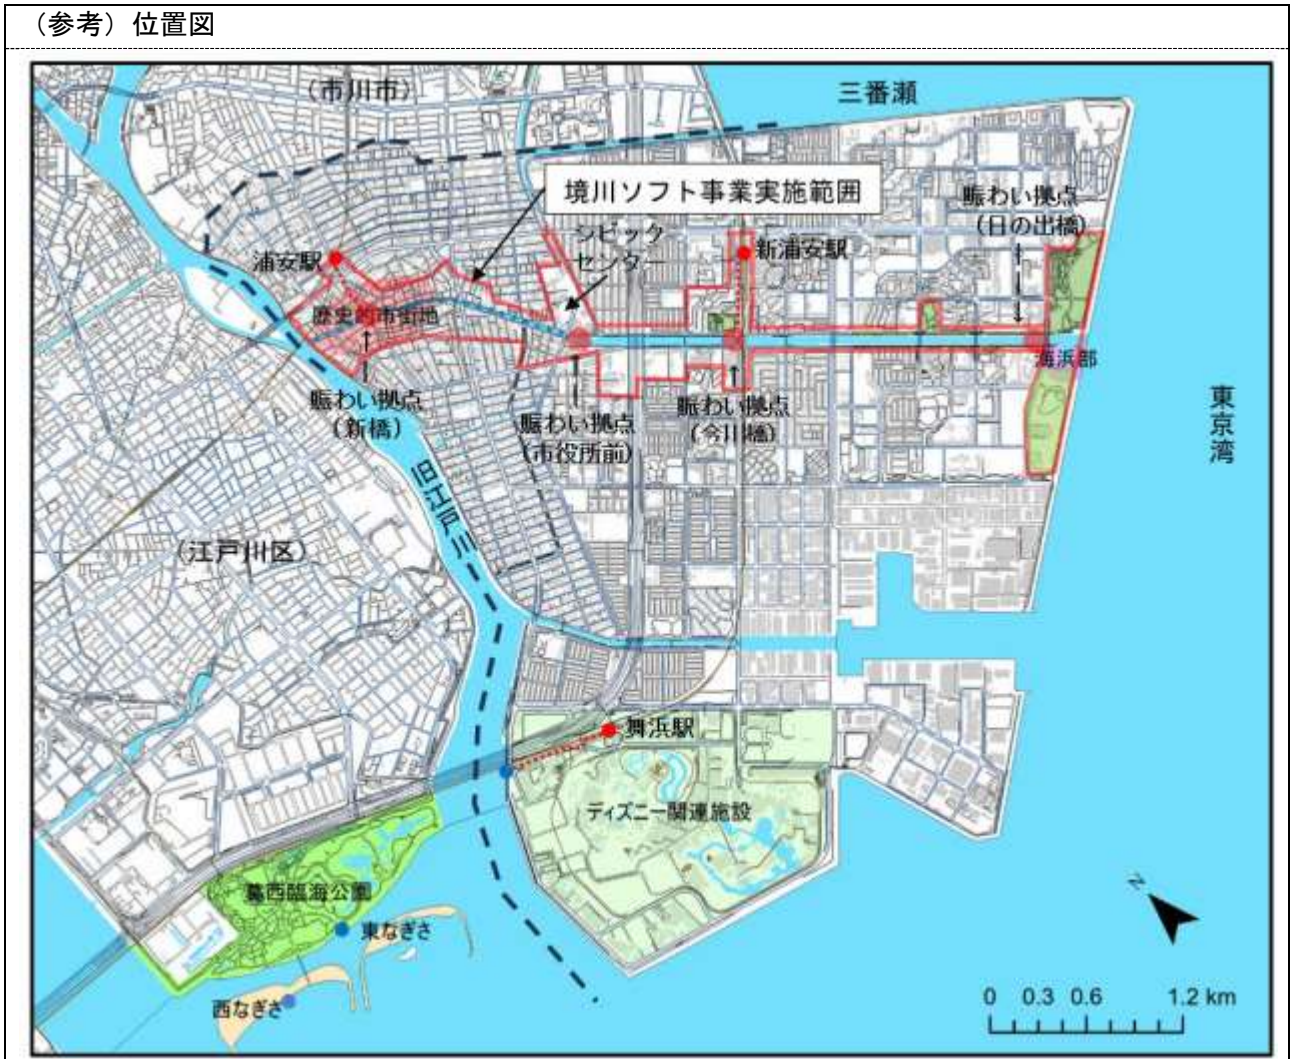 (参考)位置図
(市川市)
三番瀬
境川ソフト事業実施範囲
賑わい拠点
(日の出橋)
シビック
センター
浦安駅
新浦安駅
歴史的市街地
海浜部
賑わい拠点
(新橋)
賑わい拠点
(市役所前)
賑わい拠点
(今川橋)
東京湾
旧江戸川
(江戸川区)
舞浜駅
ディズニー関連施設
葛西臨海公園
東なぎさ
西なぎさ
N
0 0.3 0.6 1.2 km